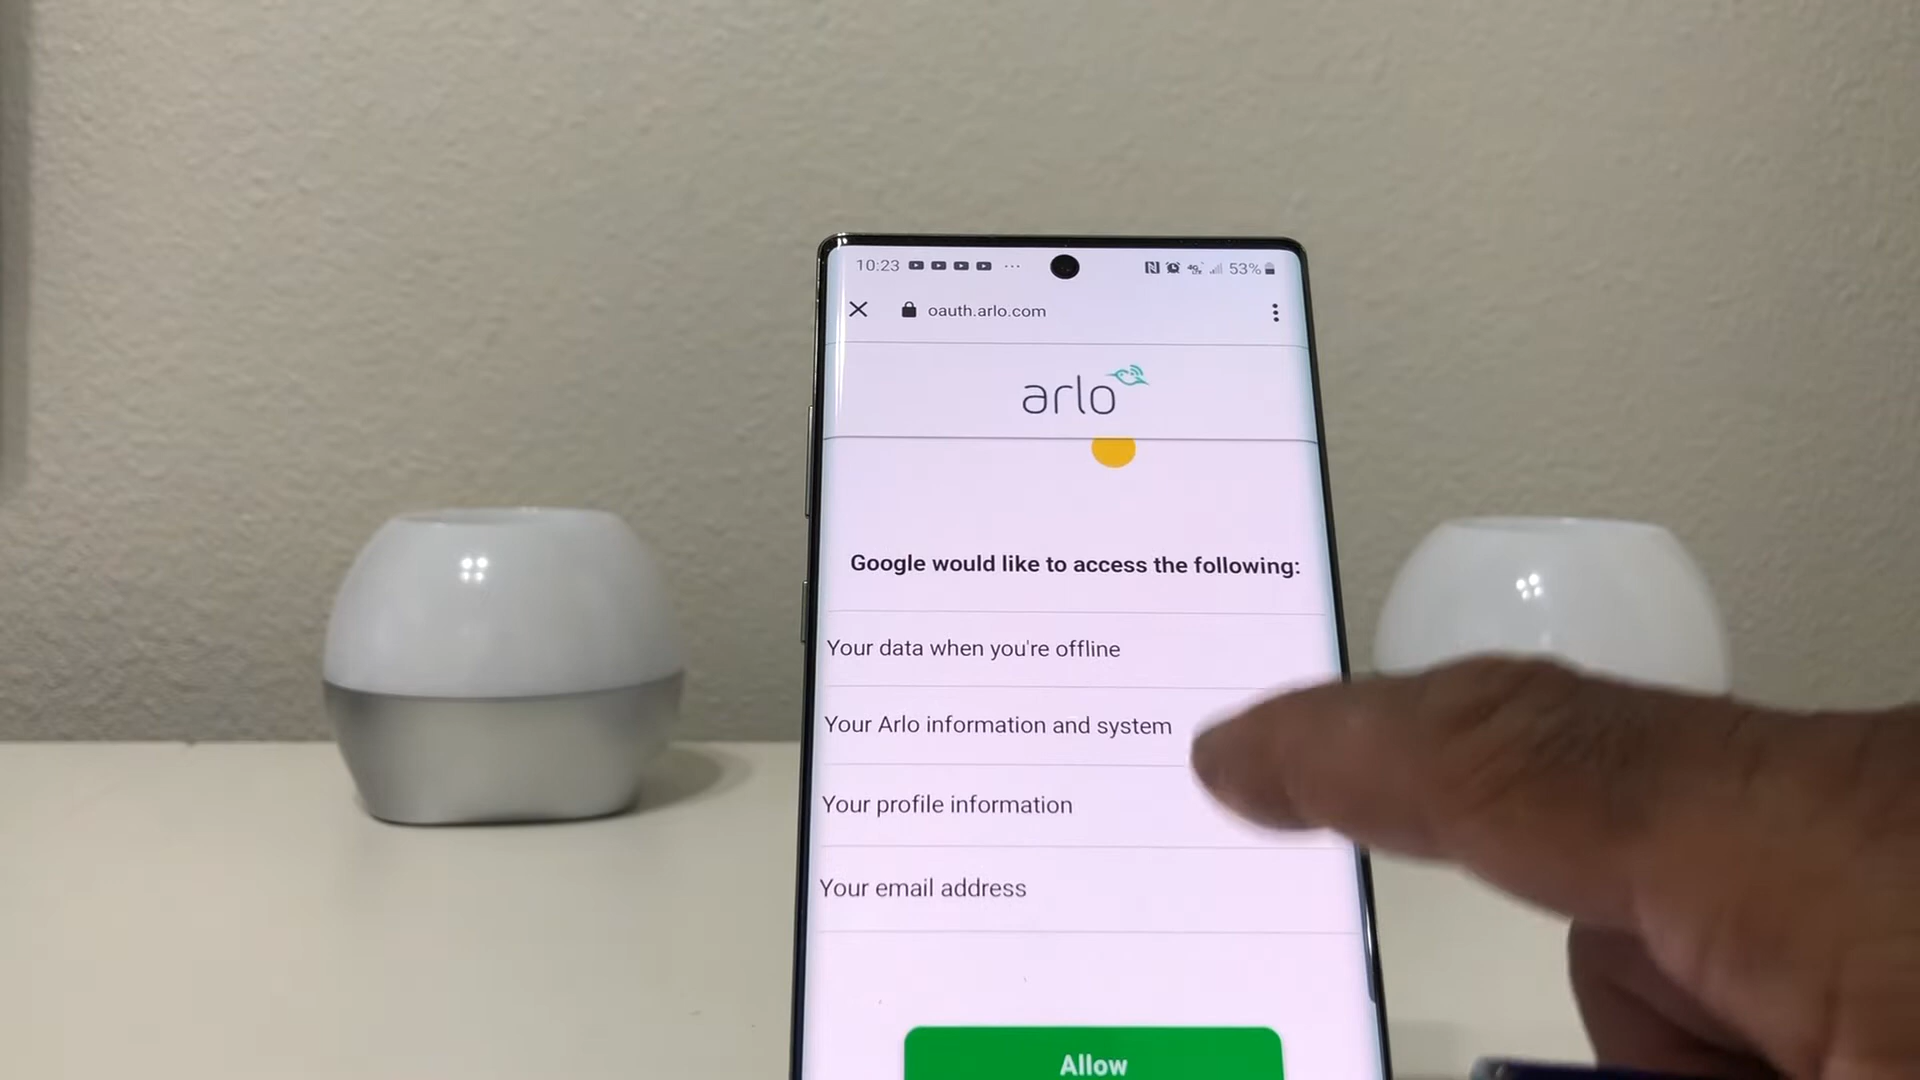 10:23 53%
oauth.arlo.com
arlo
Google would like to access the following:
Your data when you're offline
Your Arlo information and system
Your profile information
Your email address
Allow